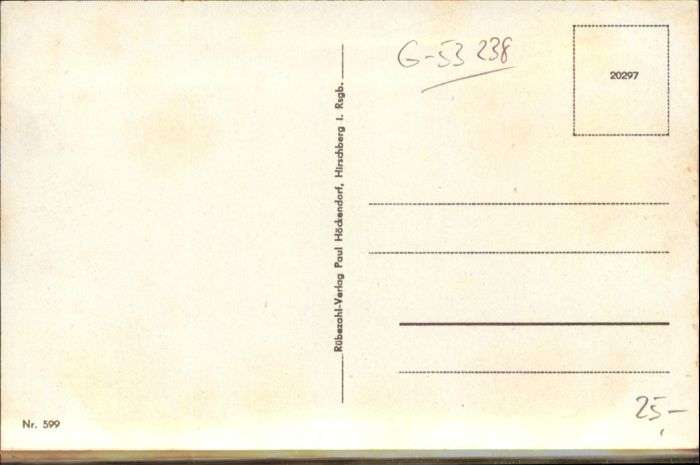 G-53 238
20297
Rübezahl-Verlag Paul Höckendorf, Hirschberg i. Rsgb.
25,-
Nr. 599